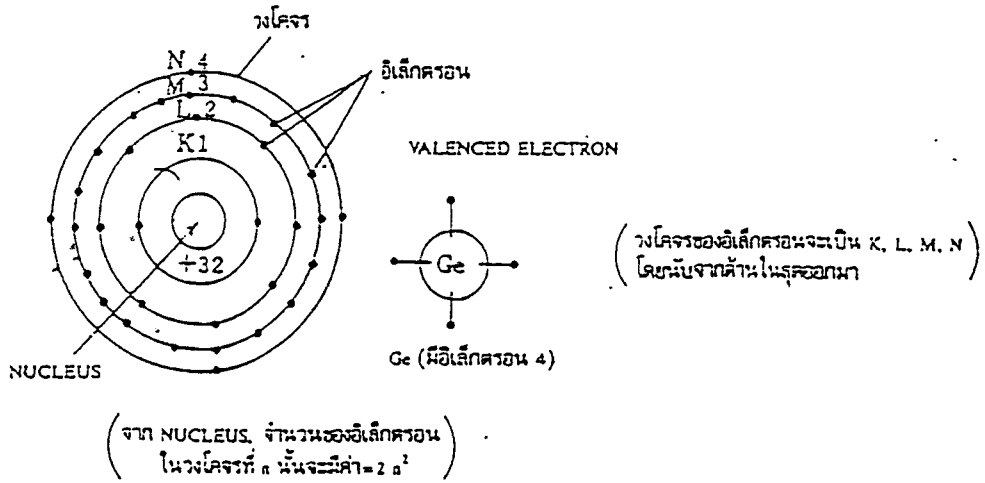 วงโคจร
N 4
M 3
L 2
K1
อิเล็กตรอน
VALENCED ELECTRON
+32
Ge
(วงโคจรของอิเล็กตรอนจะเป็น K, L, M, N
โดยนับจากด้านในสุดออกมา)
NUCLEUS
Ge (มีอิเล็กตรอน 4)
(จาก NUCLEUS, จำนวนของอิเล็กตรอน
ในวงโคจรที่ n นั้นจะมีค่า = 2 n²)